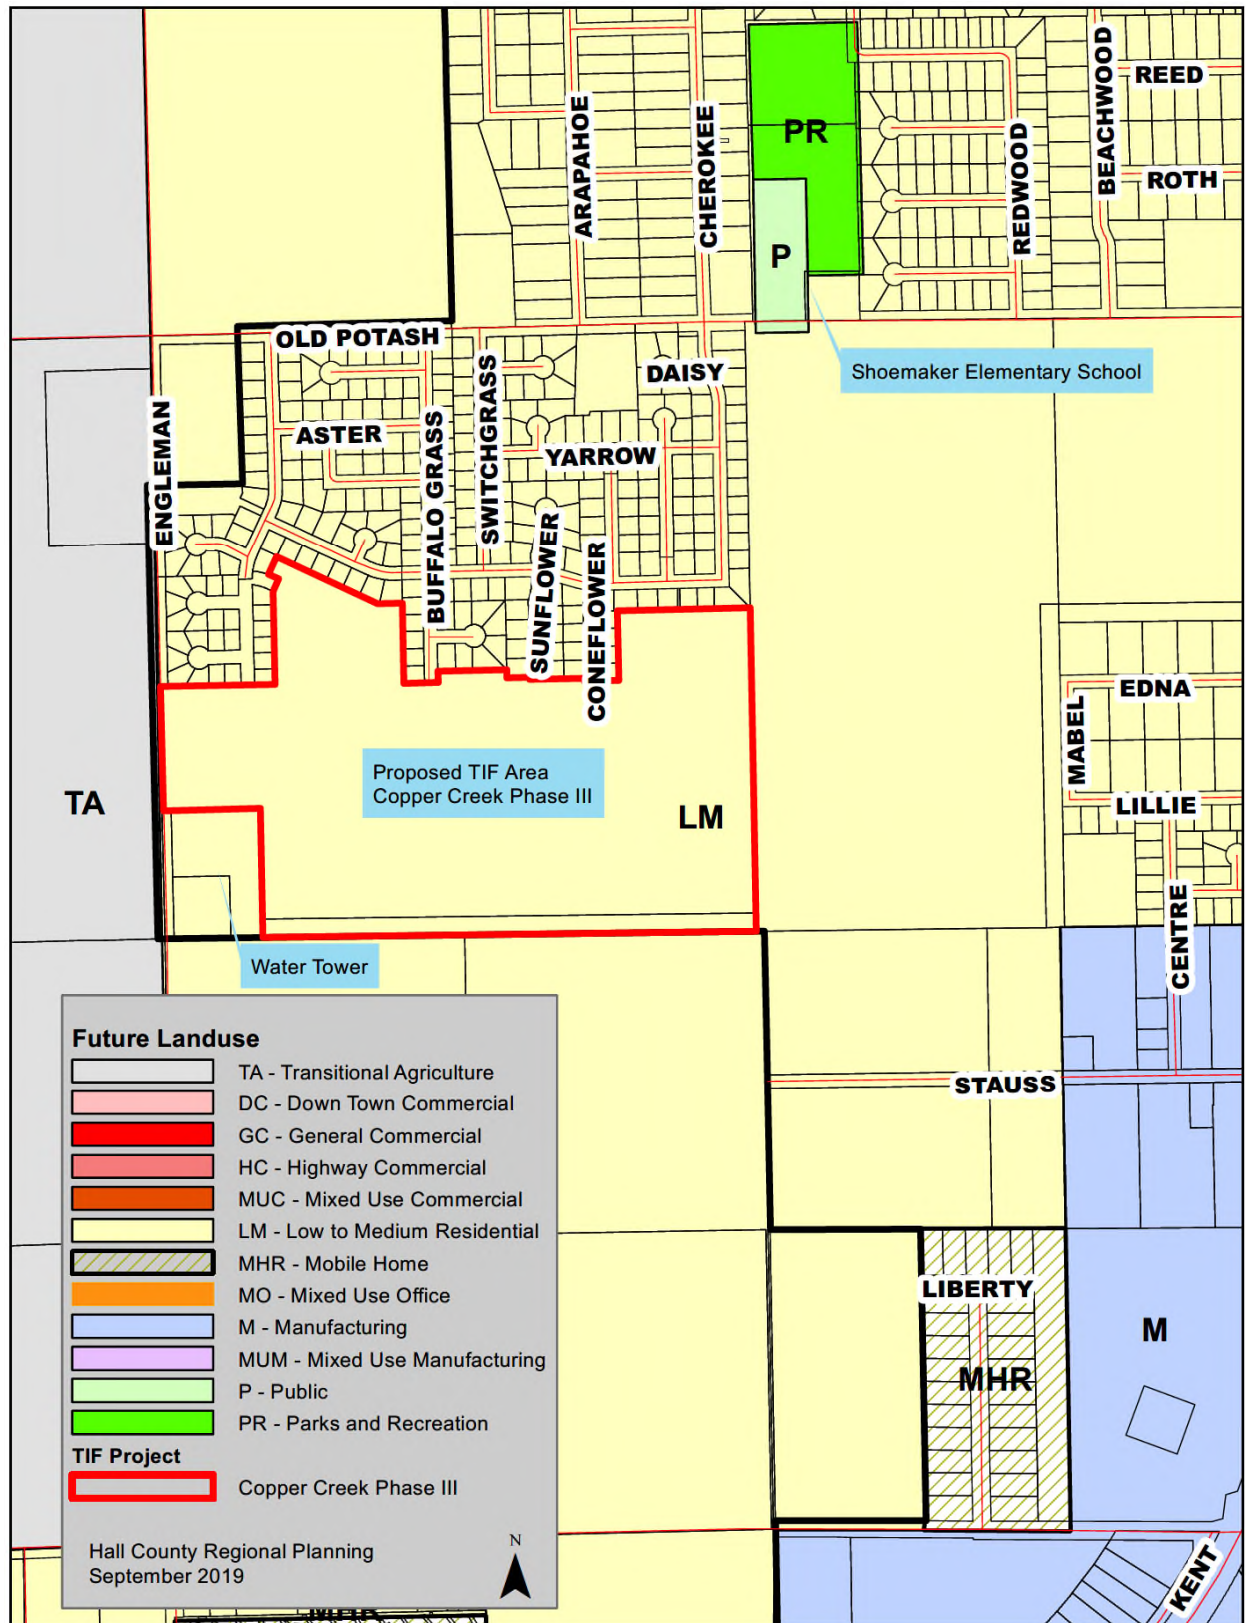 REED
BEACHWOOD
ROTH
ARAPAHOE
CHEROKEE
PR
REDWOOD
P
OLD POTASH
Shoemaker Elementary School
DAISY
SWITCHGRASS
ENGLEMAN
ASTER
BUFFALO GRASS
YARROW
SUNFLOWER
CONEFLOWER
EDNA
MABEL
Proposed TIF Area
Copper Creek Phase III
TA
LM
LILLIE
CENTRE
Water Tower
STAUSS
LIBERTY
MHR
M
KENT
Future Landuse
TA - Transitional Agriculture
DC - Down Town Commercial
GC - General Commercial
HC - Highway Commercial
MUC - Mixed Use Commercial
LM - Low to Medium Residential
MHR - Mobile Home
MO - Mixed Use Office
M - Manufacturing
MUM - Mixed Use Manufacturing
P - Public
PR - Parks and Recreation
TIF Project
Copper Creek Phase III
Hall County Regional Planning
September 2019
N
MHR